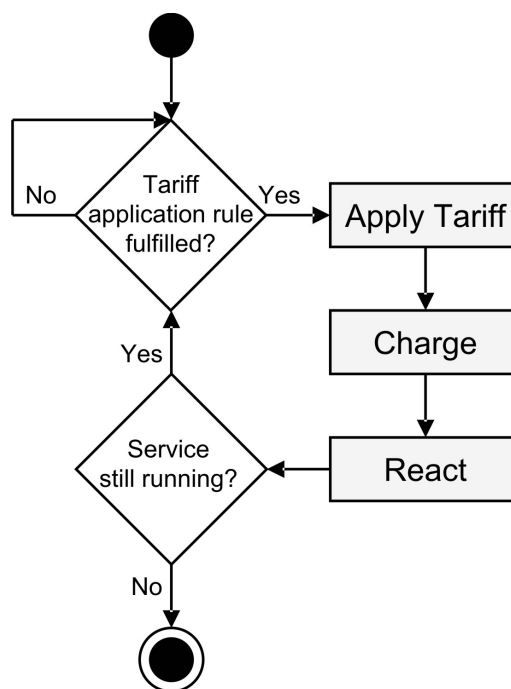 Tariff
application rule
fulfilled?
No
Yes
Apply Tariff
Charge
React
Service
still running?
Yes
No